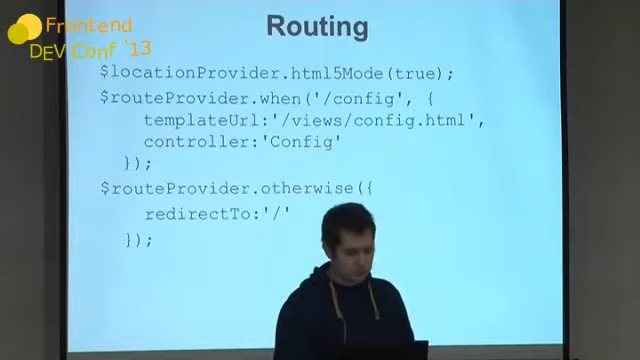 Frontend
DEV Conf '13
Routing
$locationProvider.html5Mode(true);
$routeProvider.when('/config', {
templateUrl:'/views/config.html',
controller:'Config'
});
$routeProvider.otherwise({
redirectTo:'/'
});